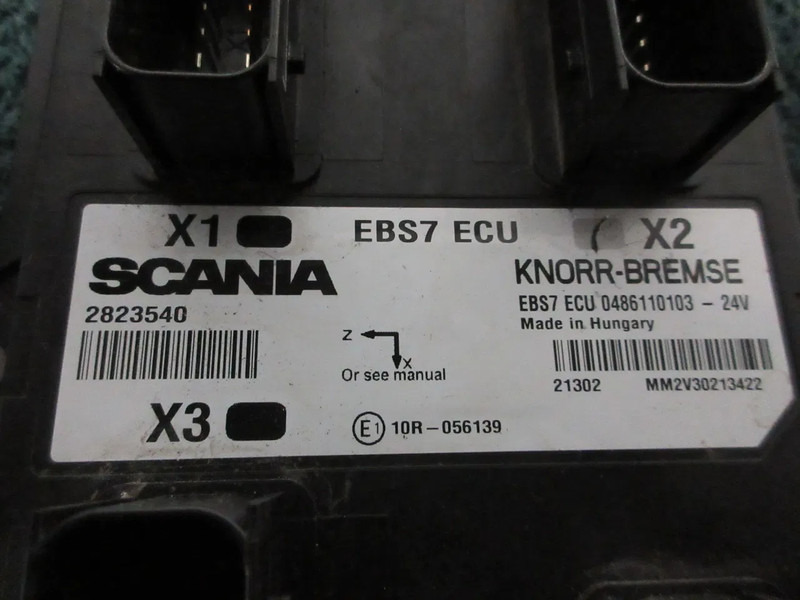 X1 EBS7 ECU X2
SCANIA KNORR-BREMSE
2823540 EBS7 ECU 0486110103 - 24V
Made in Hungary
Z
X
Or see manual
21302 MM2V30213422
X3
E1 10R-056139